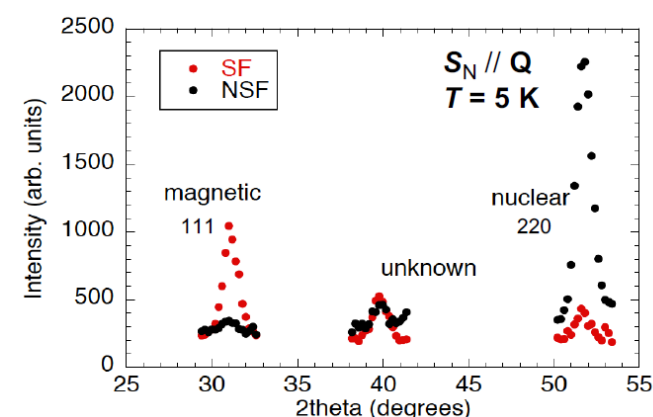 2500
2000
1500
1000
500
0
Intensity (arb. units)
SF
NSF
S_N // Q
T = 5 K
magnetic
111
unknown
nuclear
220
25 30 35 40 45 50 55
2theta (degrees)